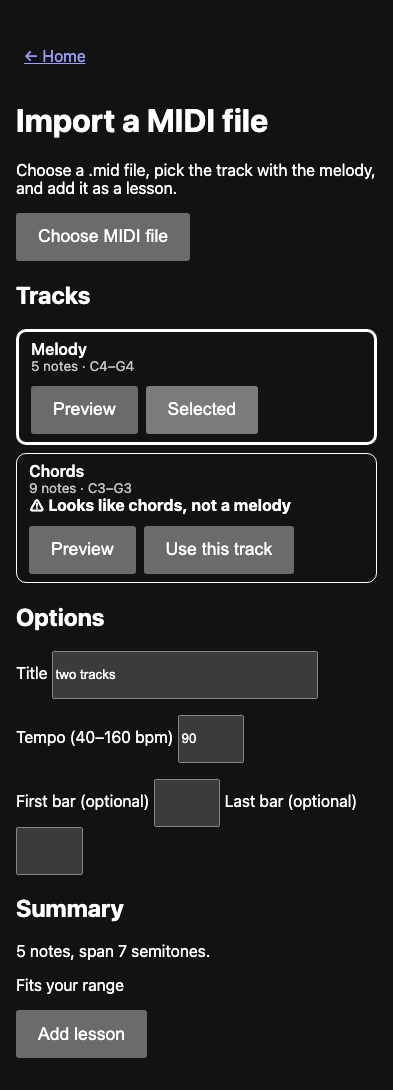 ← Home
Import a MIDI file
Choose a .mid file, pick the track with the melody,
and add it as a lesson.
Choose MIDI file
Tracks
Melody
5 notes · C4–G4
Preview Selected
Chords
9 notes · C3–G3
⚠ Looks like chords, not a melody
Preview Use this track
Options
Title two tracks
Tempo (40–160 bpm) 90
First bar (optional) Last bar (optional)
Summary
5 notes, span 7 semitones.
Fits your range
Add lesson